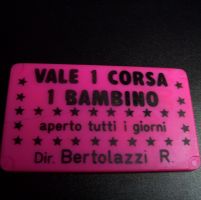 VALE 1 CORSA
1 BAMBINO
aperto tutti i giorni
Dir. Bertolazzi R.